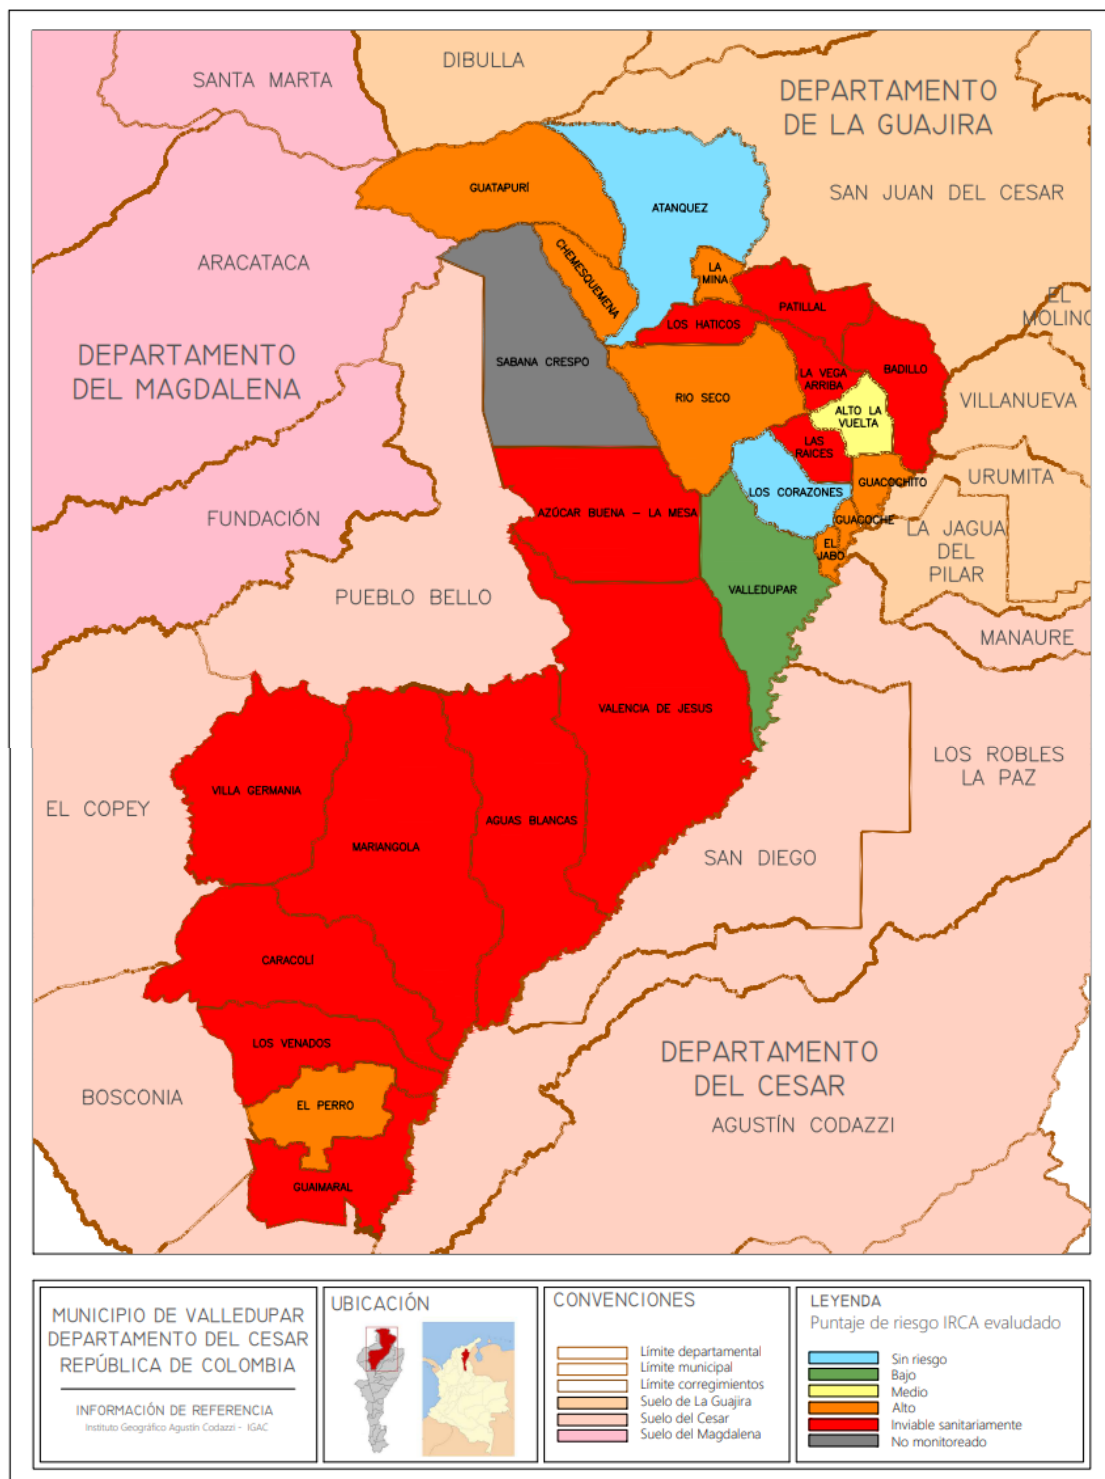 DIBULLA
SANTA MARTA
DEPARTAMENTO
DE LA GUAJIRA
GUATAPURÍ
ATANQUEZ
SAN JUAN DEL CESAR
CHEMESQUEMENA
ARACATACA
LA
MINA
PATILLAL
EL
MOLINO
LOS HATICOS
DEPARTAMENTO
DEL MAGDALENA
SABANA CRESPO
LA VEGA
ARRIBA
BADILLO
RIO SECO
VILLANUEVA
ALTO LA
VUELTA
LAS
RAICES
URUMITA
GUACOCHITO
LOS CORAZONES
AZÚCAR BUENA – LA MESA
GUACOCHE
FUNDACIÓN
LA JAGUA
DEL
PILAR
EL
JABO
VALLEDUPAR
PUEBLO BELLO
MANAURE
VALENCIA DE JESUS
LOS ROBLES
LA PAZ
VILLA GERMANIA
EL COPEY
AGUAS BLANCAS
MARIANGOLA
SAN DIEGO
CARACOLÍ
LOS VENADOS
DEPARTAMENTO
DEL CESAR
BOSCONIA
EL PERRO
AGUSTÍN CODAZZI
GUAIMARAL
MUNICIPIO DE VALLEDUPAR
DEPARTAMENTO DEL CESAR
REPÚBLICA DE COLOMBIA
INFORMACIÓN DE REFERENCIA
Instituto Geográfico Agustín Codazzi - IGAC
UBICACIÓN
CONVENCIONES
Límite departamental
Límite municipal
Límite corregimientos
Suelo de La Guajira
Suelo del Cesar
Suelo del Magdalena
LEYENDA
Puntaje de riesgo IRCA evaludado
Sin riesgo
Bajo
Medio
Alto
Inviable sanitariamente
No monitoreado